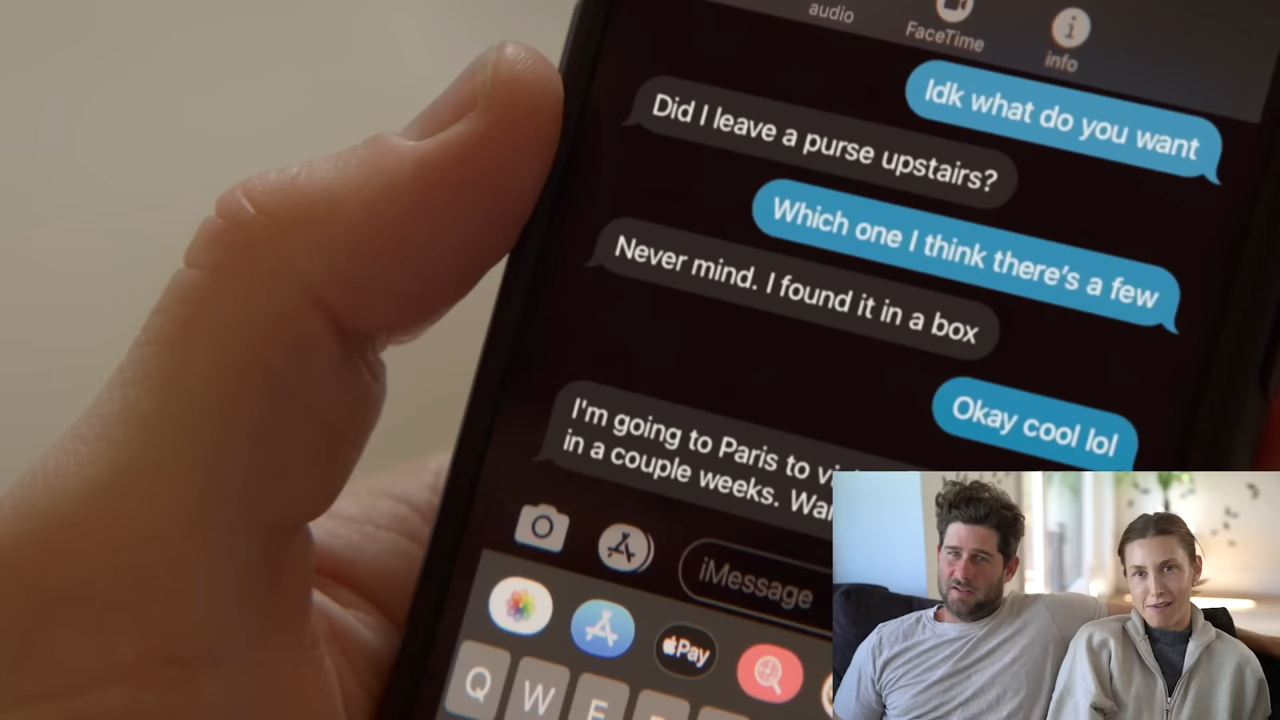 audio
FaceTime
info
Idk what do you want
Did I leave a purse upstairs?
Which one I think there's a few
Never mind. I found it in a box
Okay cool lol
I'm going to Paris to
in a couple weeks.
iMessage
Pay
Q
W
E